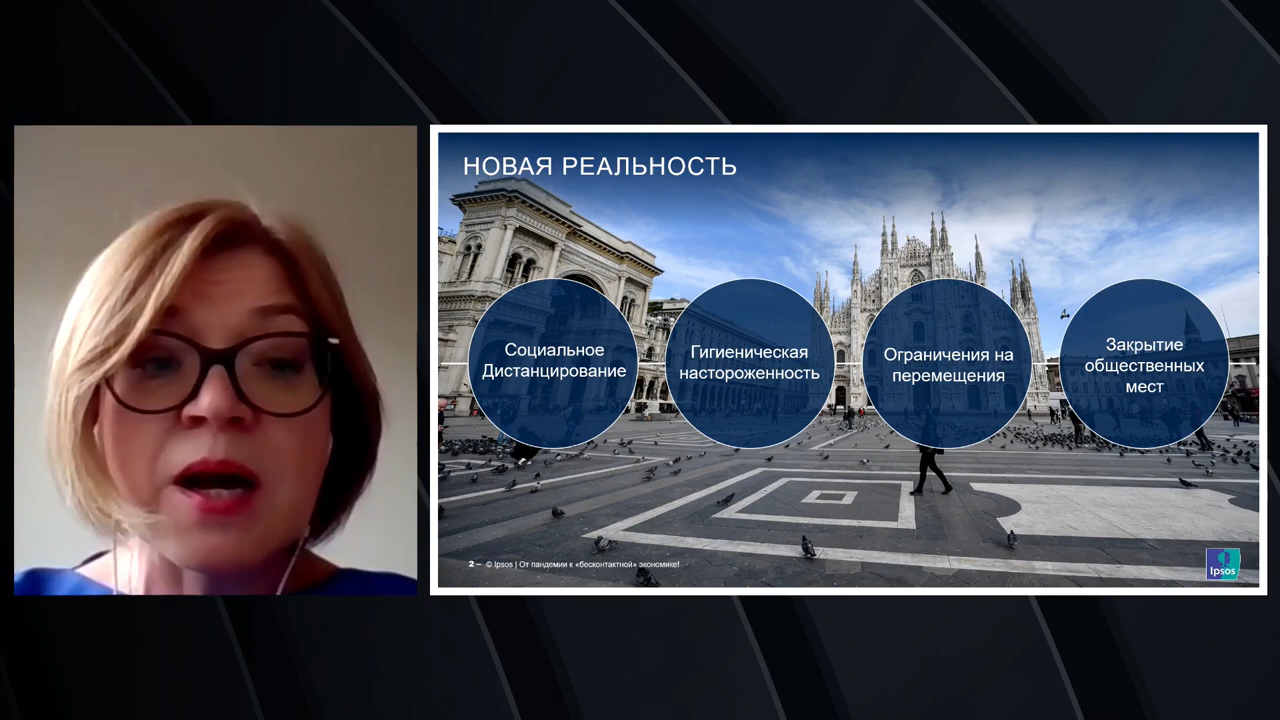 НОВАЯ РЕАЛЬНОСТЬ
Социальное
Дистанцирование
Гигиеническая
настороженность
Ограничения на
перемещения
Закрытие
общественных
мест
2 – © Ipsos | От пандемии к «бесконтактной» экономике!
Ipsos